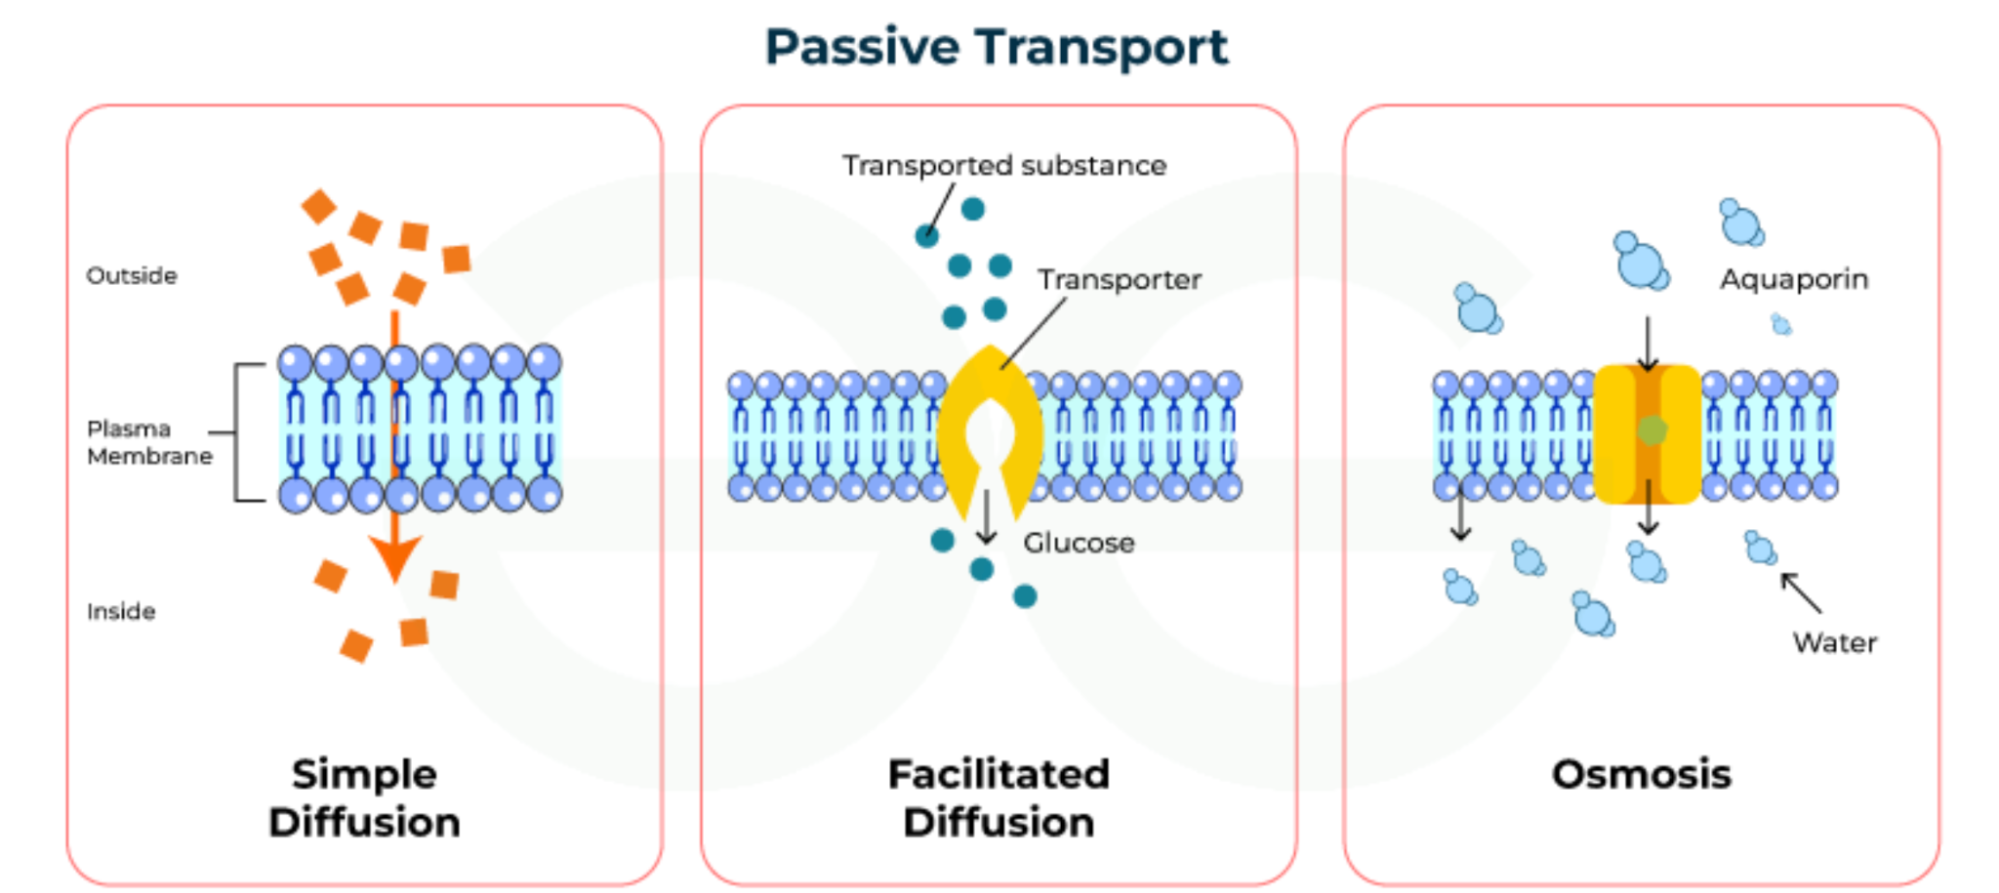 Passive Transport
Outside
Plasma
Membrane
Inside
Simple
Diffusion
Transported substance
Transporter
Glucose
Facilitated
Diffusion
Aquaporin
Water
Osmosis